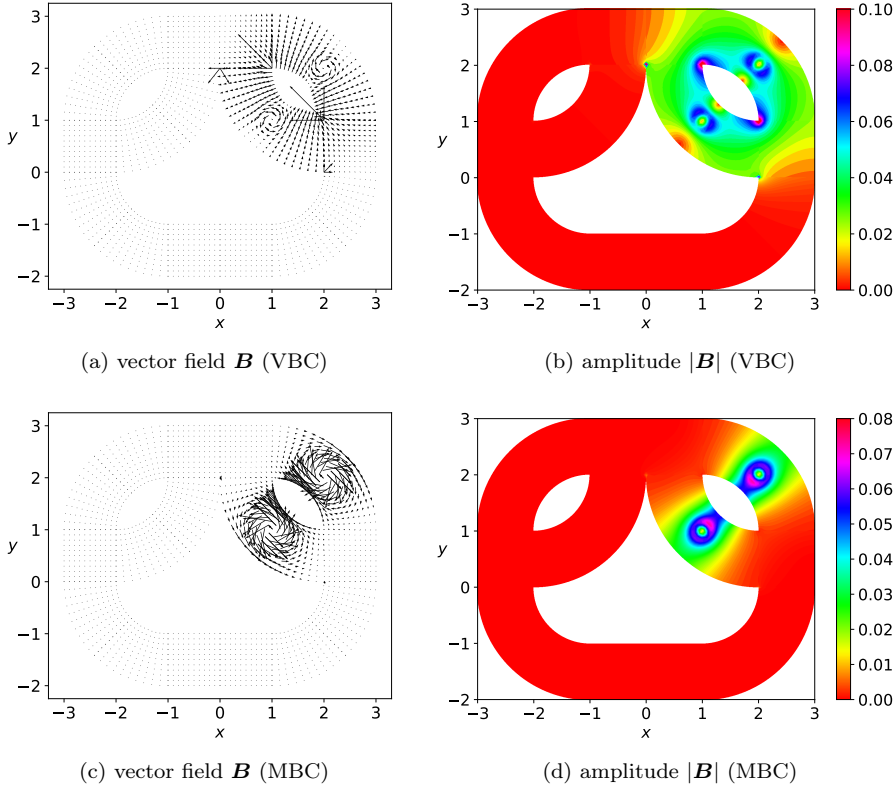 3
2
1
0
−1
−2
y
−3 −2 −1 0 1 2 3
x
(a) vector field B (VBC)
3
2
1
0
−1
−2
y
−3 −2 −1 0 1 2 3
x
0.10
0.08
0.06
0.04
0.02
0.00
(b) amplitude |B| (VBC)
3
2
1
0
−1
−2
y
−3 −2 −1 0 1 2 3
x
(c) vector field B (MBC)
3
2
1
0
−1
−2
y
−3 −2 −1 0 1 2 3
x
0.08
0.07
0.06
0.05
0.04
0.03
0.02
0.01
0.00
(d) amplitude |B| (MBC)